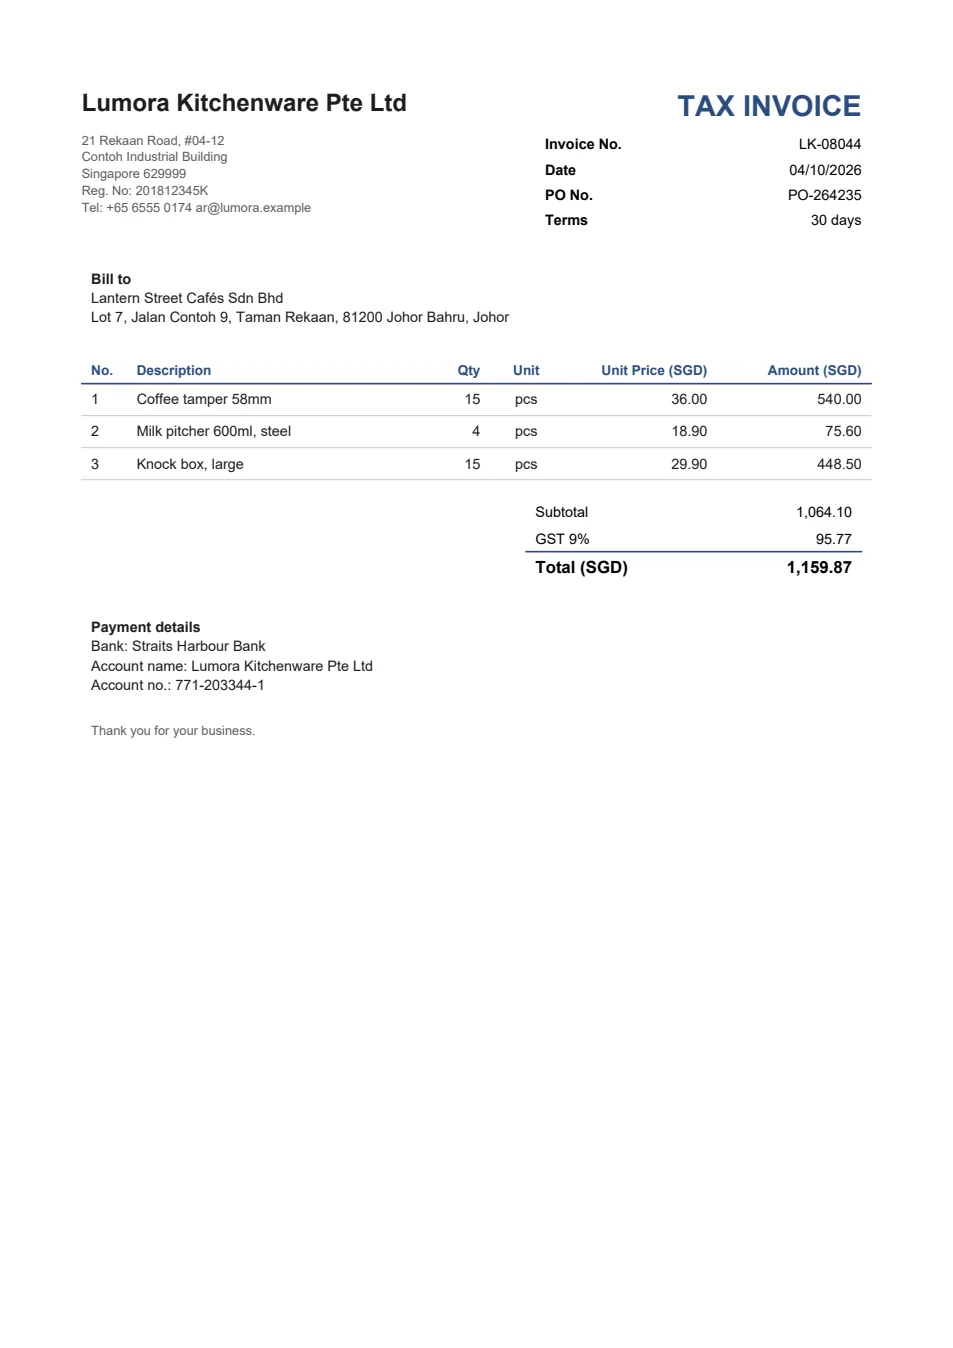 Lumora Kitchenware Pte Ltd
TAX INVOICE
21 Rekaan Road, #04-12
Contoh Industrial Building
Singapore 629999
Reg. No: 201812345K
Tel: +65 6555 0174 ar@lumora.example
Invoice No. LK-08044
Date 04/10/2026
PO No. PO-264235
Terms 30 days
Bill to
Lantern Street Cafés Sdn Bhd
Lot 7, Jalan Contoh 9, Taman Rekaan, 81200 Johor Bahru, Johor
No. Description Qty Unit Unit Price (SGD) Amount (SGD)
1 Coffee tamper 58mm 15 pcs 36.00 540.00
2 Milk pitcher 600ml, steel 4 pcs 18.90 75.60
3 Knock box, large 15 pcs 29.90 448.50
Subtotal 1,064.10
GST 9% 95.77
Total (SGD) 1,159.87
Payment details
Bank: Straits Harbour Bank
Account name: Lumora Kitchenware Pte Ltd
Account no.: 771-203344-1
Thank you for your business.